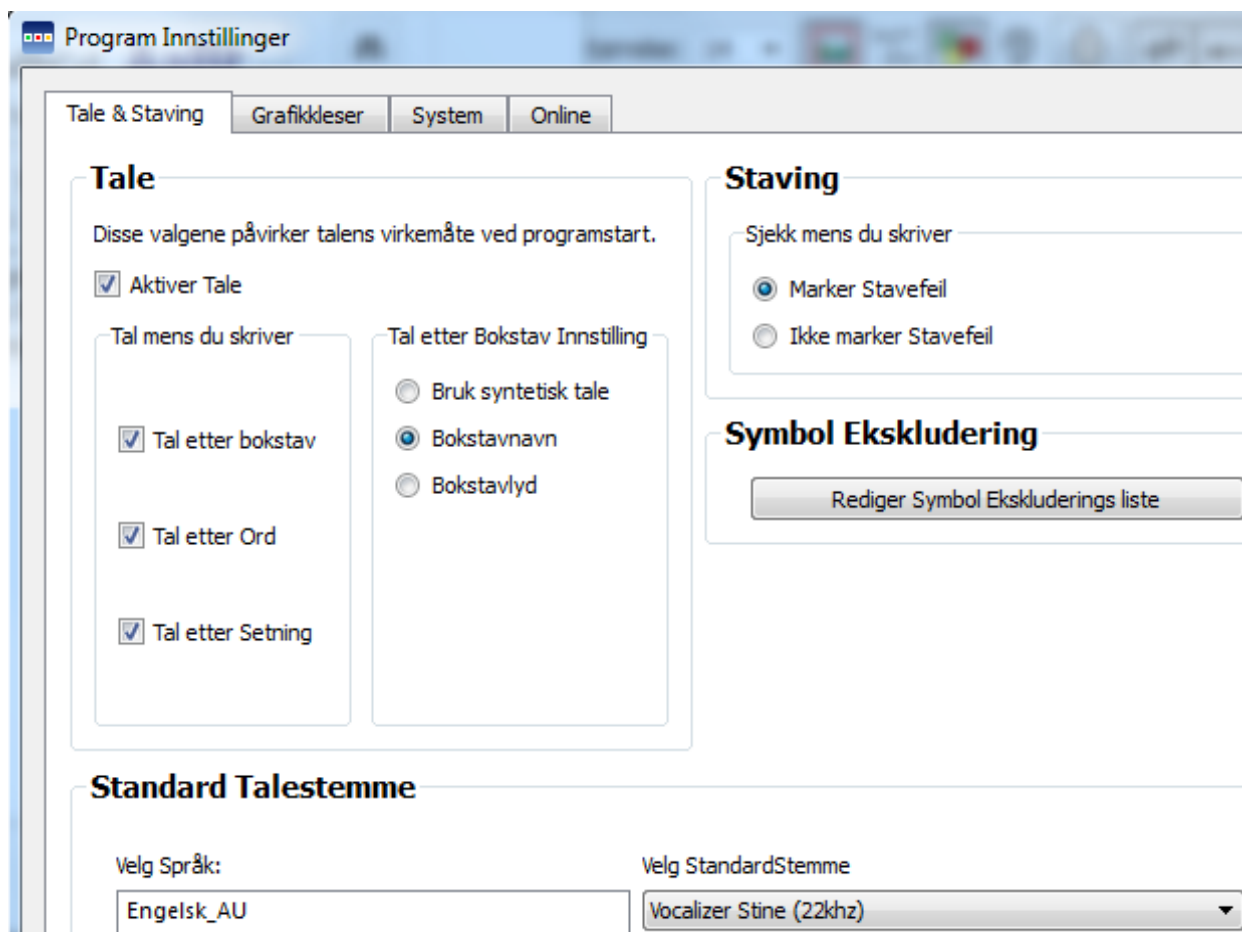 Program Innstillinger
Tale & Staving
Grafikkleser
System
Online
Tale
Disse valgene påvirker talens virkemåte ved programstart.
Aktiver Tale
Tal mens du skriver
Tal etter bokstav
Tal etter Ord
Tal etter Setning
Tal etter Bokstav Innstilling
Bruk syntetisk tale
Bokstavnavn
Bokstavlyd
Staving
Sjekk mens du skriver
Marker Stavefeil
Ikke marker Stavefeil
Symbol Ekskludering
Rediger Symbol Ekskluderings liste
Standard Talestemme
Velg Språk:
Engelsk_AU
Velg StandardStemme
Vocalizer Stine (22khz)